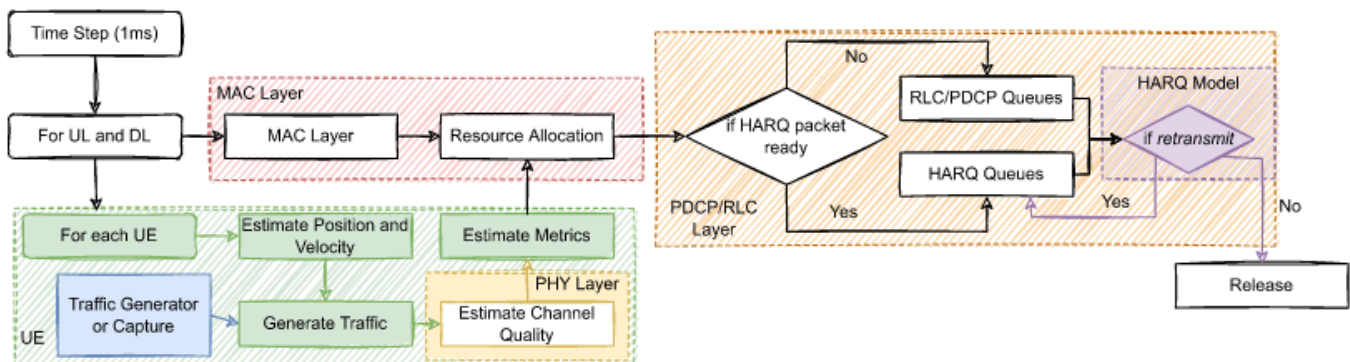 Time Step (1ms)
For UL and DL
MAC Layer
MAC Layer
Resource Allocation
if HARQ packet
ready
No
Yes
RLC/PDCP Queues
HARQ Queues
PDCP/RLC
Layer
HARQ Model
if retransmit
Yes
No
Release
For each UE
Estimate Position and
Velocity
Estimate Metrics
Traffic Generator
or Capture
Generate Traffic
PHY Layer
Estimate Channel
Quality
UE